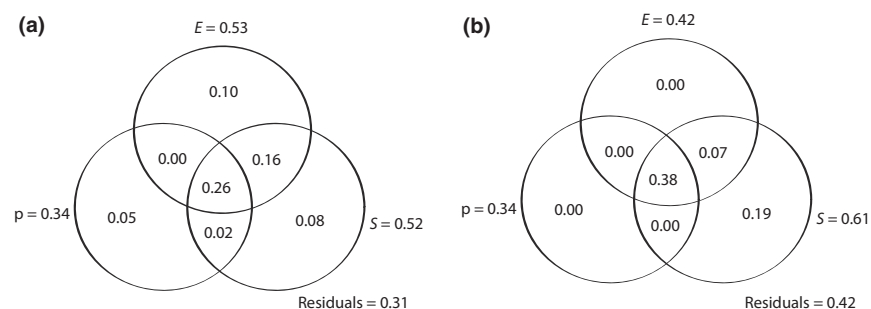 (a)
E = 0.53
0.10
0.00
0.16
0.26
p = 0.34
0.05
0.02
0.08
S = 0.52
Residuals = 0.31
(b)
E = 0.42
0.00
0.00
0.07
0.38
p = 0.34
0.00
0.00
0.19
S = 0.61
Residuals = 0.42